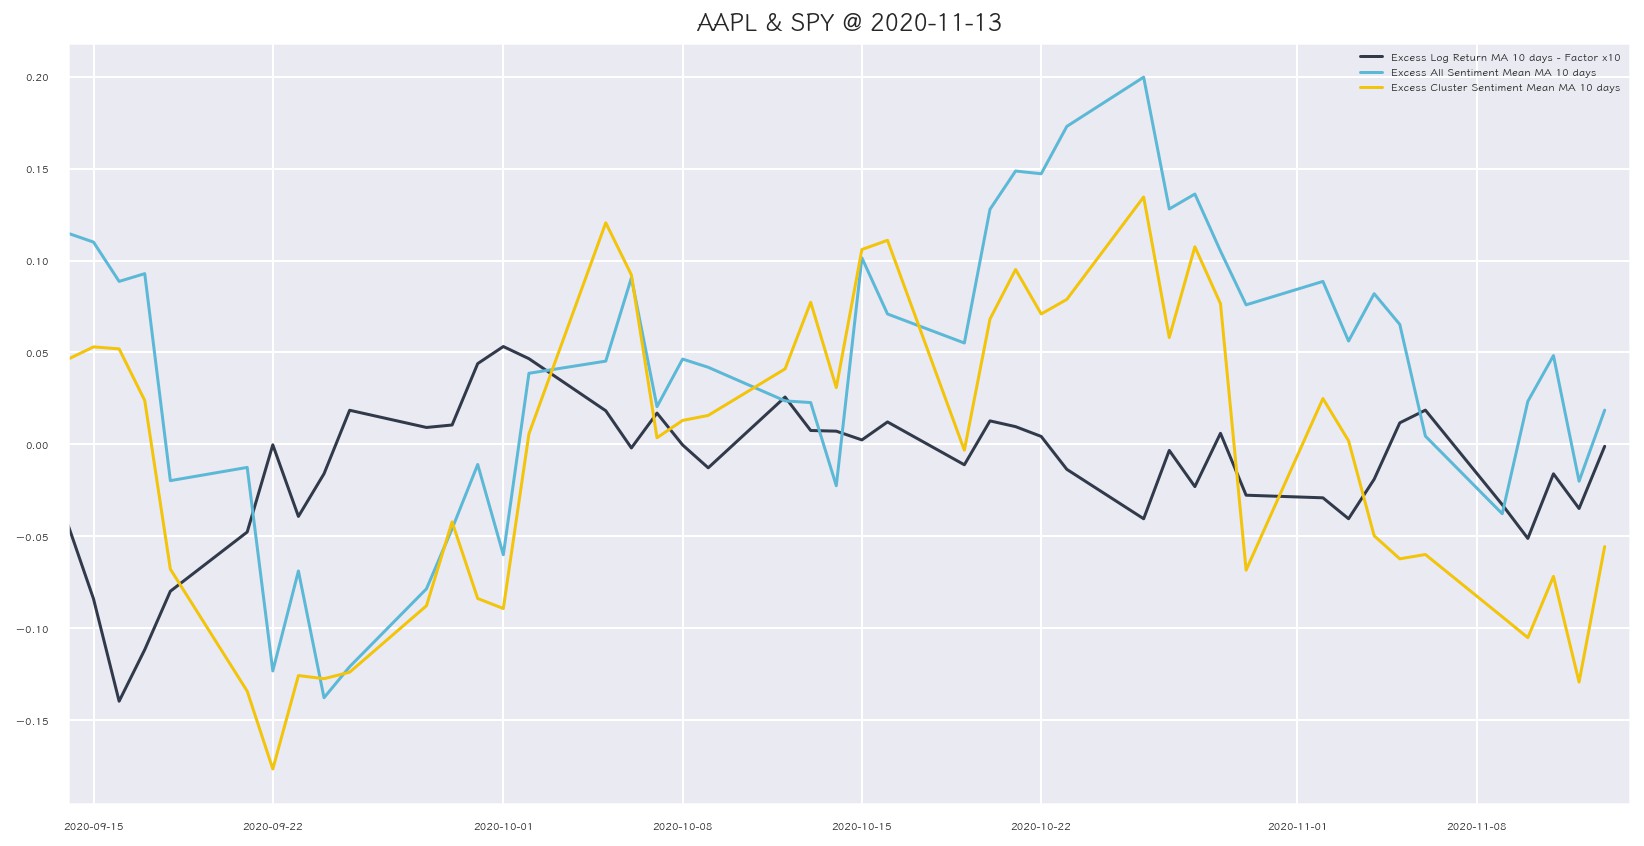 AAPL & SPY @ 2020-11-13
Excess Log Return MA 10 days - Factor x10
Excess All Sentiment Mean MA 10 days
Excess Cluster Sentiment Mean MA 10 days
0.20
0.15
0.10
0.05
0.00
−0.05
−0.10
−0.15
2020-09-15 2020-09-22 2020-10-01 2020-10-08 2020-10-15 2020-10-22 2020-11-01 2020-11-08